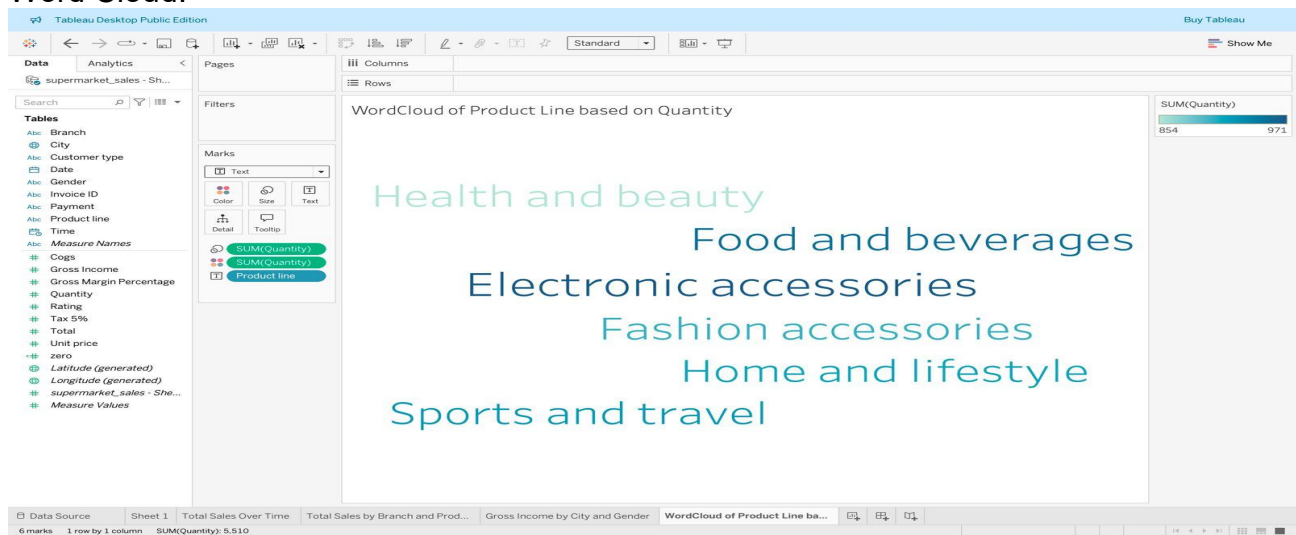 Word Cloud:
Tableau Desktop Public Edition
Buy Tableau
Standard
Show Me
Data
Analytics
Pages
Columns
supermarket_sales - Sh...
Rows
Search
Filters
WordCloud of Product Line based on Quantity
SUM(Quantity)
854 971
Tables
Abc Branch
City
Abc Customer type
Date
Abc Gender
Abc Invoice ID
Abc Payment
Abc Product line
Time
Abc Measure Names
# Cogs
# Gross Income
# Gross Margin Percentage
# Quantity
# Rating
# Tax 5%
# Total
# Unit price
=# zero
Latitude (generated)
Longitude (generated)
# supermarket_sales - She...
# Measure Values
Marks
T Text
Color Size Text
Detail Tooltip
SUM(Quantity)
SUM(Quantity)
Product line
Health and beauty
Food and beverages
Electronic accessories
Fashion accessories
Home and lifestyle
Sports and travel
Data Source
Sheet 1
Total Sales Over Time
Total Sales by Branch and Prod...
Gross Income by City and Gender
WordCloud of Product Line ba...
6 marks 1 row by 1 column SUM(Quantity): 5,510